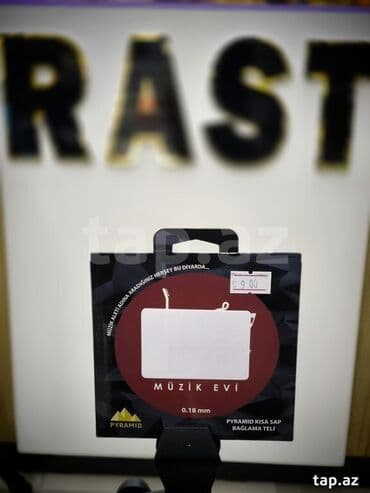 RAST
tap.az
MÜZİK ALETİ ADINA ARADIĞINIZ HERŞEY BU DİYARDA...
9.00
MÜZİK EVİ
0.18 mm
PYRAMID
PYRAMID KISA SAP
BAĞLAMA TELİ
tap.az